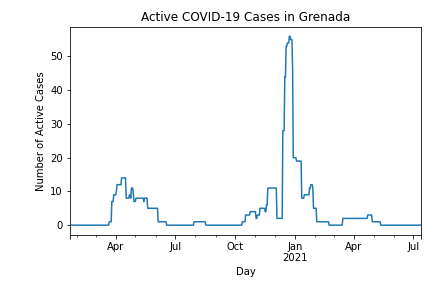 Active COVID-19 Cases in Grenada
Number of Active Cases
50
40
30
20
10
0
Apr Jul Oct Jan Apr Jul
2021
Day